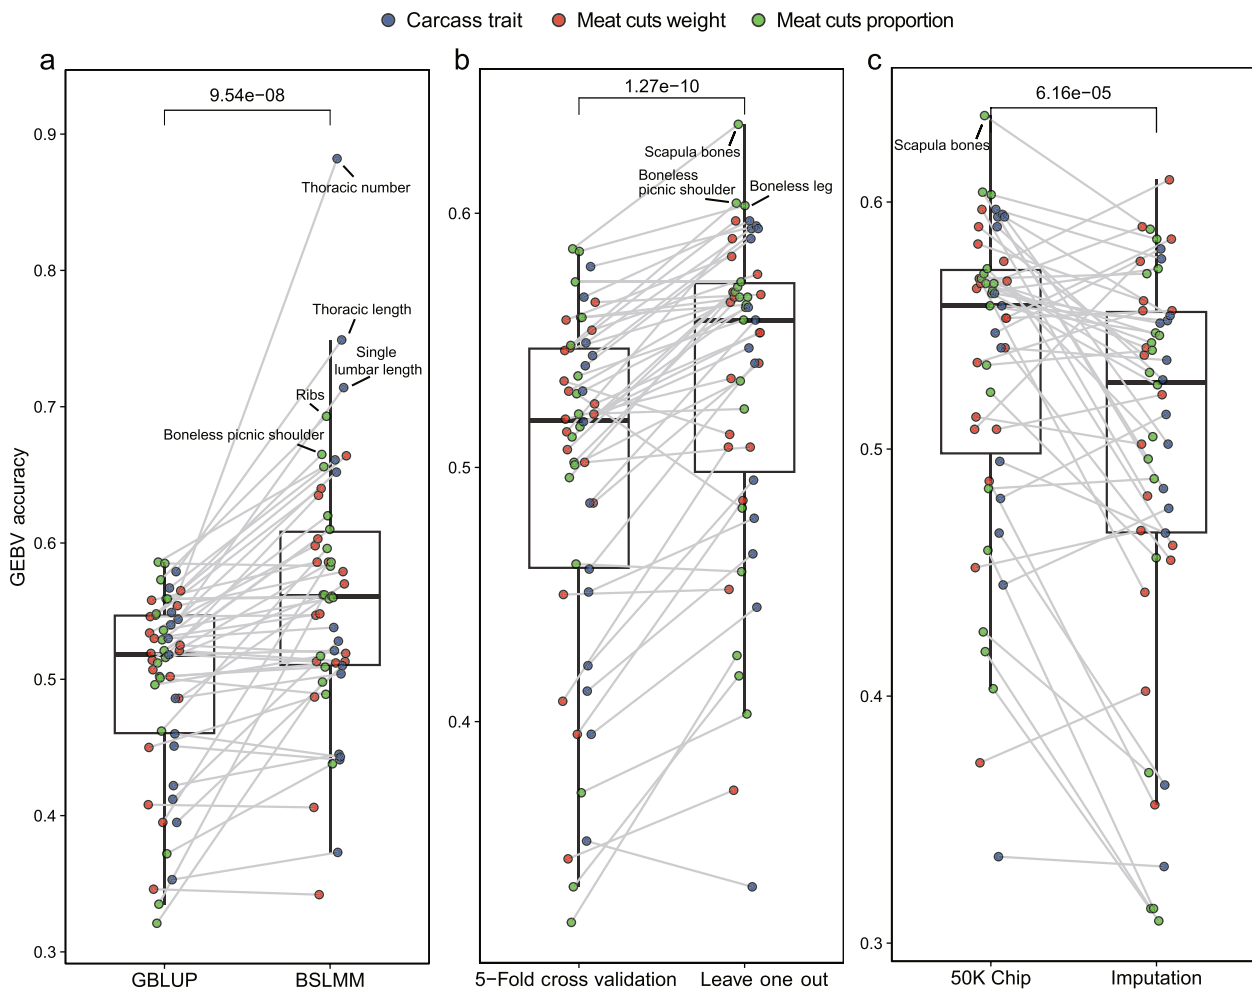 Carcass trait Meat cuts weight Meat cuts proportion
a
9.54e−08
Thoracic number
Thoracic length
Single
lumbar length
Ribs
Boneless picnic shoulder
GEBV accuracy
0.9
0.8
0.7
0.6
0.5
0.4
0.3
GBLUP BSLMM
b
1.27e−10
Scapula bones
Boneless
picnic shoulder
Boneless leg
0.6
0.5
0.4
5−Fold cross validation Leave one out
c
6.16e−05
Scapula bones
0.6
0.5
0.4
0.3
50K Chip Imputation